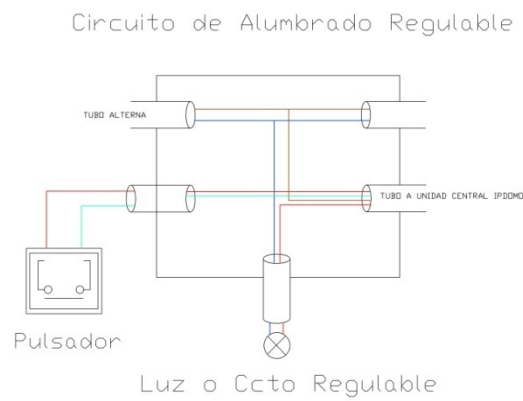 Circuito de Alumbrado Regulable
TUBO ALTERNA
TUBO A UNIDAD CENTRAL IPDOMO
Pulsador
Luz o Ccto Regulable